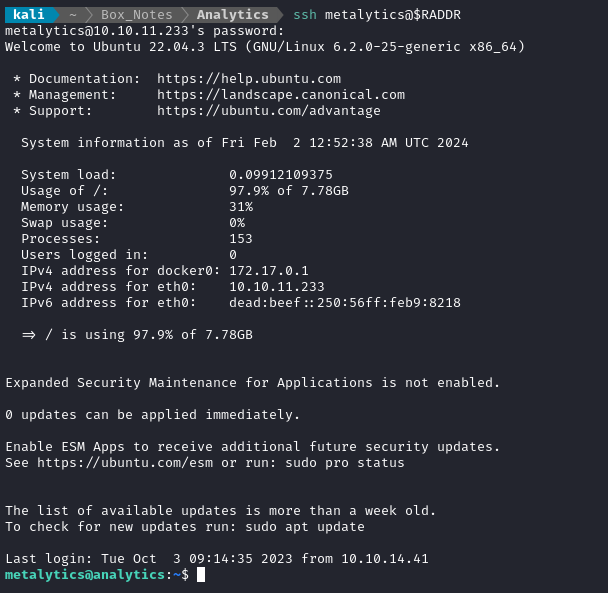 kali ~ Box_Notes Analytics ssh metalytics@$RADDR
metalytics@10.10.11.233's password:
Welcome to Ubuntu 22.04.3 LTS (GNU/Linux 6.2.0-25-generic x86_64)
* Documentation: https://help.ubuntu.com
* Management: https://landscape.canonical.com
* Support: https://ubuntu.com/advantage
System information as of Fri Feb 2 12:52:38 AM UTC 2024
System load: 0.09912109375
Usage of /: 97.9% of 7.78GB
Memory usage: 31%
Swap usage: 0%
Processes: 153
Users logged in: 0
IPv4 address for docker0: 172.17.0.1
IPv4 address for eth0: 10.10.11.233
IPv6 address for eth0: dead:beef::250:56ff:feb9:8218
=> / is using 97.9% of 7.78GB
Expanded Security Maintenance for Applications is not enabled.
0 updates can be applied immediately.
Enable ESM Apps to receive additional future security updates.
See https://ubuntu.com/esm or run: sudo pro status
The list of available updates is more than a week old.
To check for new updates run: sudo apt update
Last login: Tue Oct 3 09:14:35 2023 from 10.10.14.41
metalytics@analytics:~$